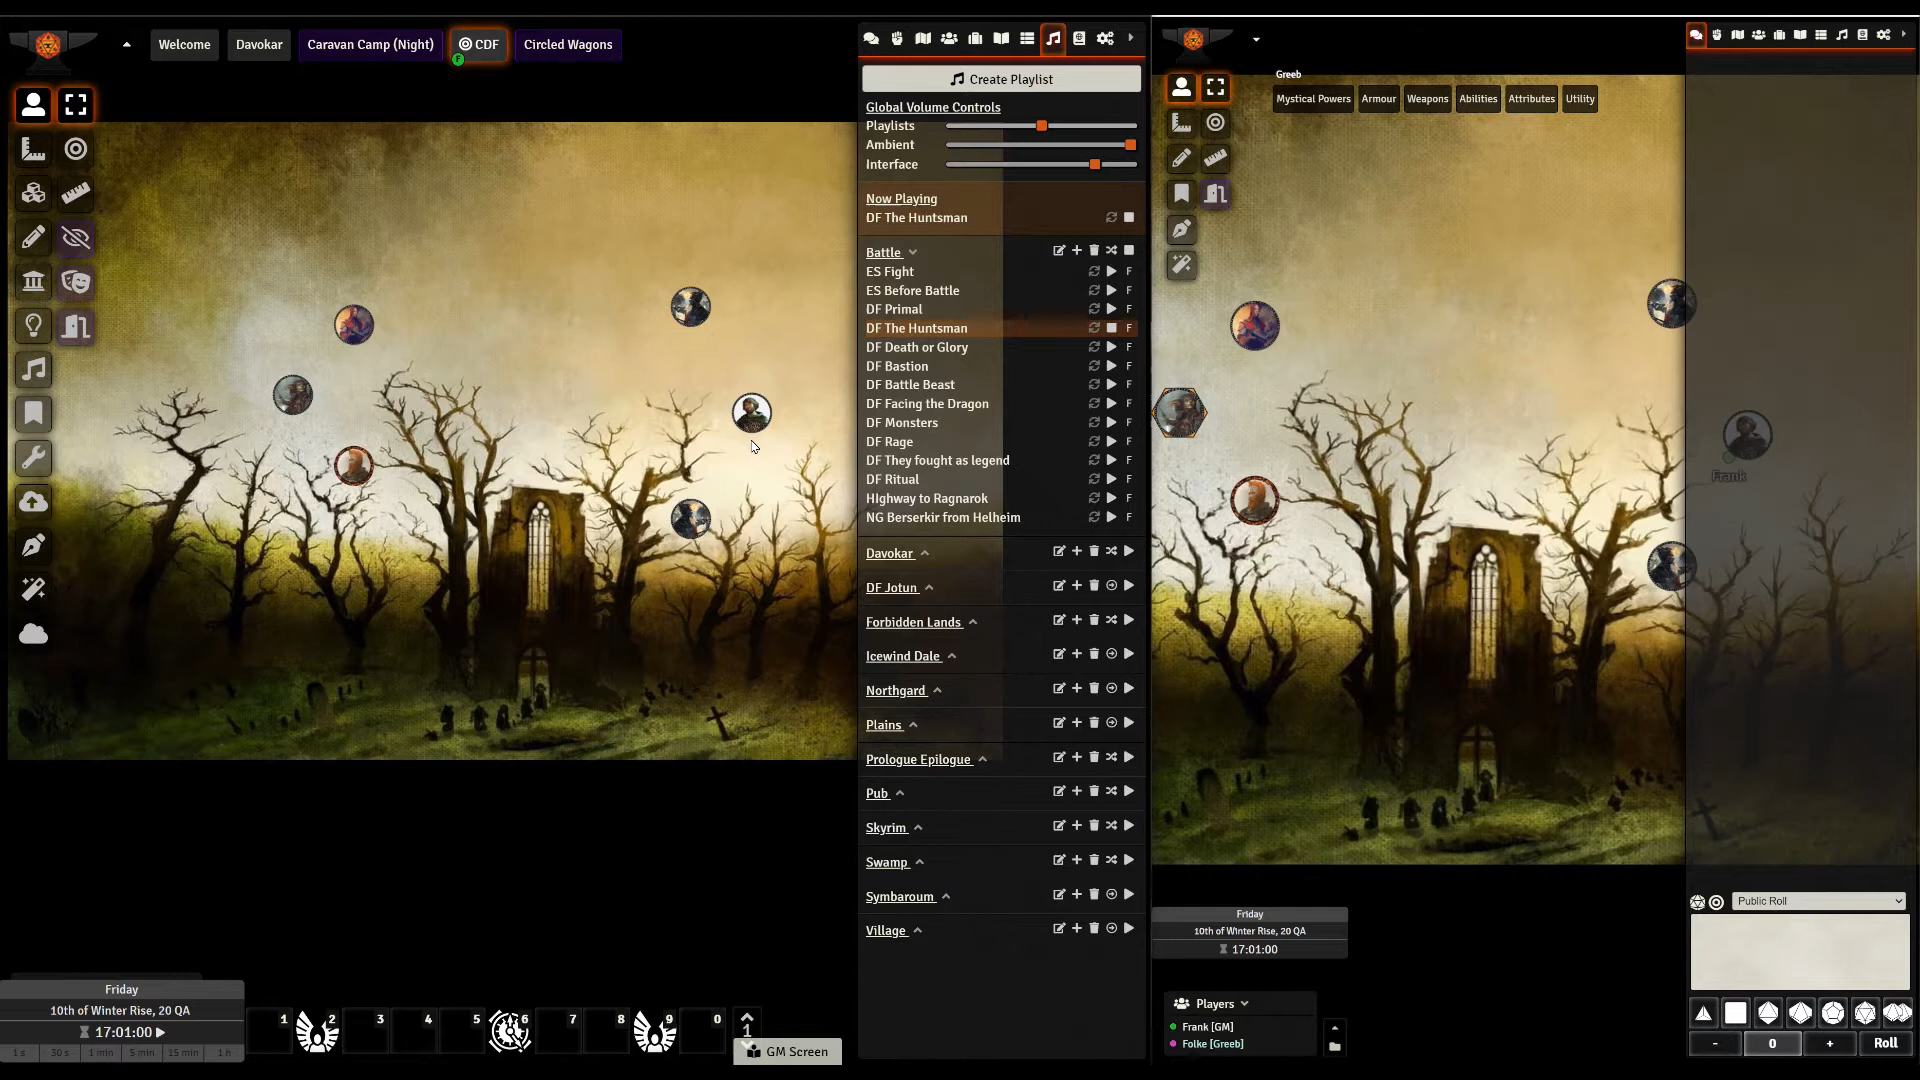 Welcome
Davokar
Caravan Camp (Night)
CDF
F
Circled Wagons
Create Playlist
Global Volume Controls
Playlists
Ambient
Interface
Now Playing
DF The Huntsman
Battle
ES Fight F
ES Before Battle F
DF Primal F
DF The Huntsman F
DF Death or Glory F
DF Bastion F
DF Battle Beast F
DF Facing the Dragon F
DF Monsters F
DF Rage F
DF They fought as legend F
DF Ritual F
HIghway to Ragnarok F
NG Berserkir from Helheim F
Davokar
DF Jotun
Forbidden Lands
Icewind Dale
Northgard
Plains
Prologue Epilogue
Pub
Skyrim
Swamp
Symbaroum
Village
Friday
10th of Winter Rise, 20 QA
17:01:00
1 s 30 s 1 min 5 min 15 min 1 h
1 2 3 4 5 6 7 8 9 0
1
GM Screen
Greeb
Mystical Powers Armour Weapons Abilities Attributes Utility
Frank
Friday
10th of Winter Rise, 20 QA
17:01:00
Players
Frank [GM]
Folke [Greeb]
Public Roll
- 0 + Roll